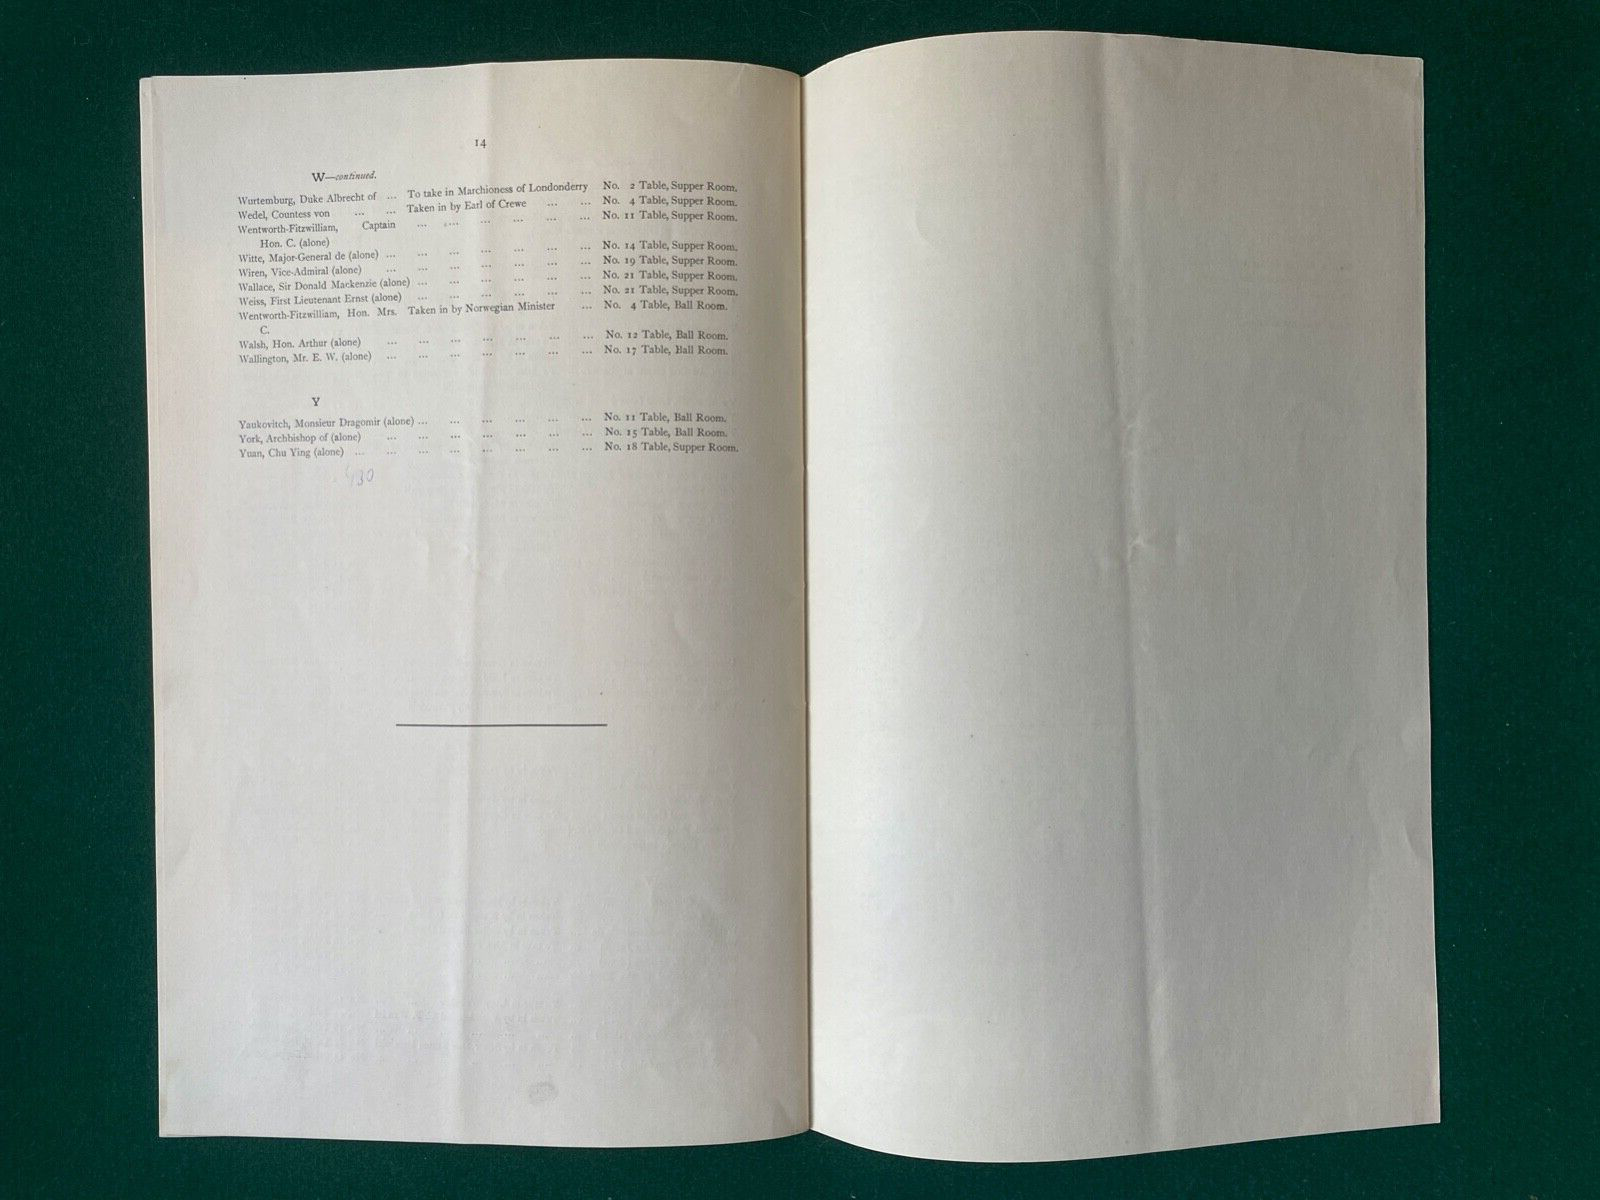 14
W—continued.
Wurtemburg, Duke Albrecht of ... To take in Marchioness of Londonderry No. 2 Table, Supper Room.
Wedel, Countess von ... ... Taken in by Earl of Crewe ... ... No. 4 Table, Supper Room.
Wentworth-Fitzwilliam, Captain ... ... ... ... ... ... No. 11 Table, Supper Room.
Hon. C. (alone)
Witte, Major-General de (alone) ... ... ... ... ... ... ... No. 14 Table, Supper Room.
Wiren, Vice-Admiral (alone) ... ... ... ... ... ... ... No. 19 Table, Supper Room.
Wallace, Sir Donald Mackenzie (alone) ... ... ... ... ... ... No. 21 Table, Supper Room.
Weiss, First Lieutenant Ernst (alone) ... ... ... ... ... ... No. 21 Table, Supper Room.
Wentworth-Fitzwilliam, Hon. Mrs. Taken in by Norwegian Minister ... No. 4 Table, Ball Room.
C.
Walsh, Hon. Arthur (alone) ... ... ... ... ... ... ... No. 12 Table, Ball Room.
Wallington, Mr. E. W. (alone) ... ... ... ... ... ... ... No. 17 Table, Ball Room.
Y
Yaukovitch, Monsieur Dragomir (alone) ... ... ... ... ... ... No. 11 Table, Ball Room.
York, Archbishop of (alone) ... ... ... ... ... ... ... No. 15 Table, Ball Room.
Yuan, Chu Ying (alone) ... ... ... ... ... ... ... ... No. 18 Table, Supper Room.